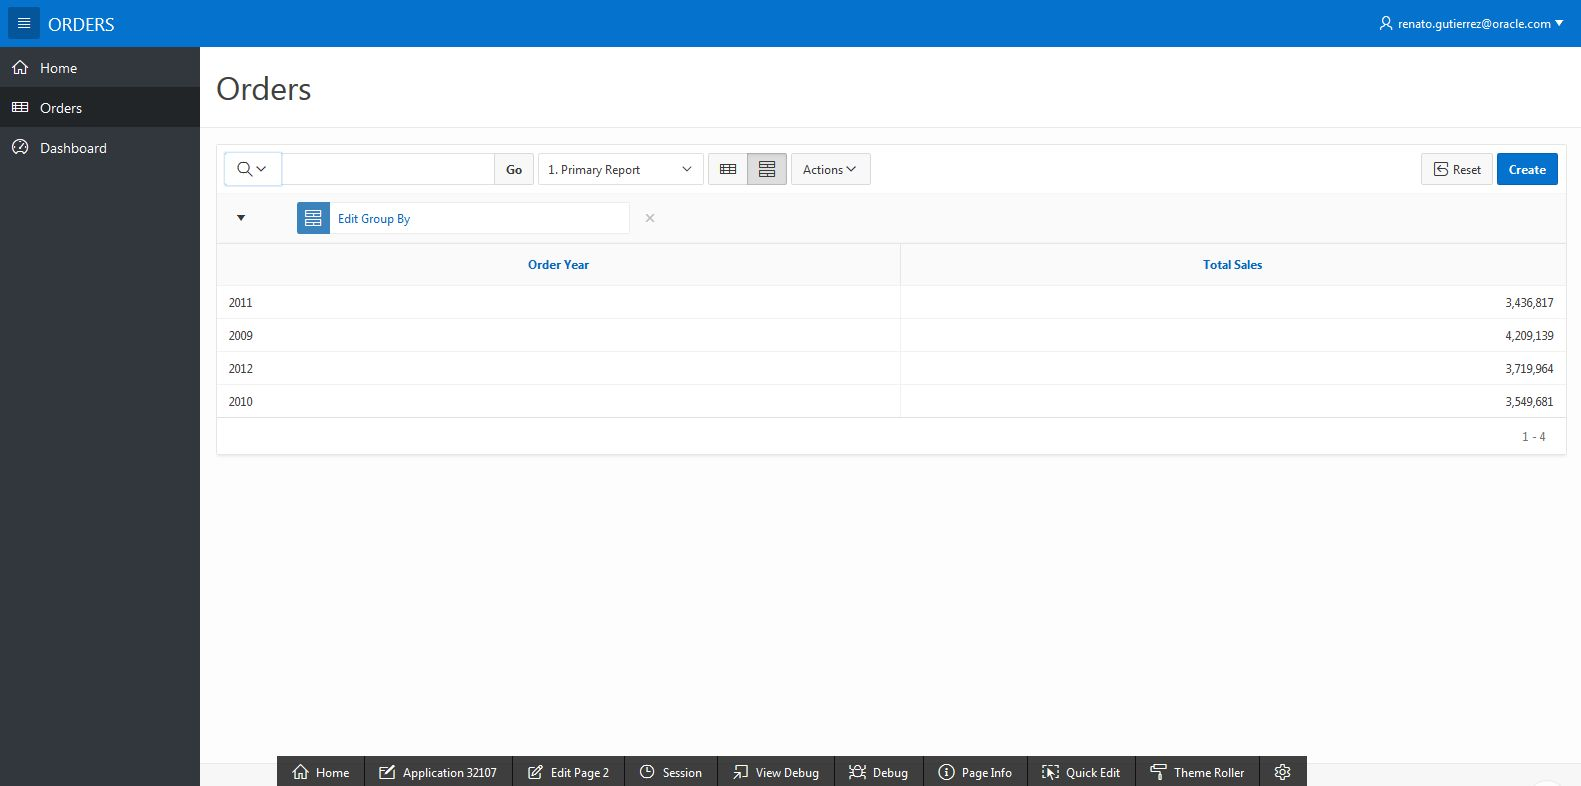 ORDERS
renato.gutierrez@oracle.com
Home
Orders
Dashboard
Orders
Go
1. Primary Report
Actions
Reset
Create
Edit Group By
Order Year Total Sales
2011 3,436,817
2009 4,209,139
2012 3,719,964
2010 3,549,681
1 - 4
Home Application 32107 Edit Page 2 Session View Debug Debug Page Info Quick Edit Theme Roller